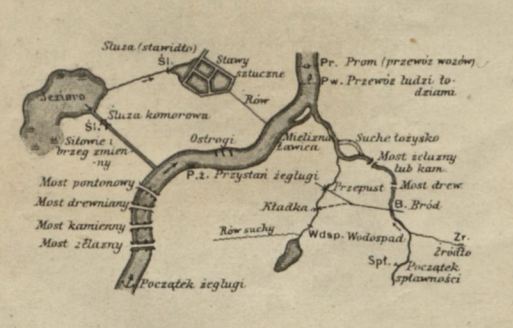 Śluza (stawidło)
Śl.
Stawy
sztuczne
Pr. Prom (przewóz wozów)
Pw. Przewóz ludzi ło-
dziami
Jezioro
Rów
Śl. Śluza komorowa
Sitowie i
brzeg zmien-
ny
Ostrogi
Mielizna
Ławica
Suche łożysko
Most żelazny
lub kam.
Most pontonowy
P.ż. Przystań żeglugi
Przepust
Most drew.
Most drewniany
Kładka
B. Bród
Most kamienny
Rów suchy
Wdsp. Wodospad
Zr.
Źródło
Most żelazny
Spł.
Początek
spławności
Początek żeglugi